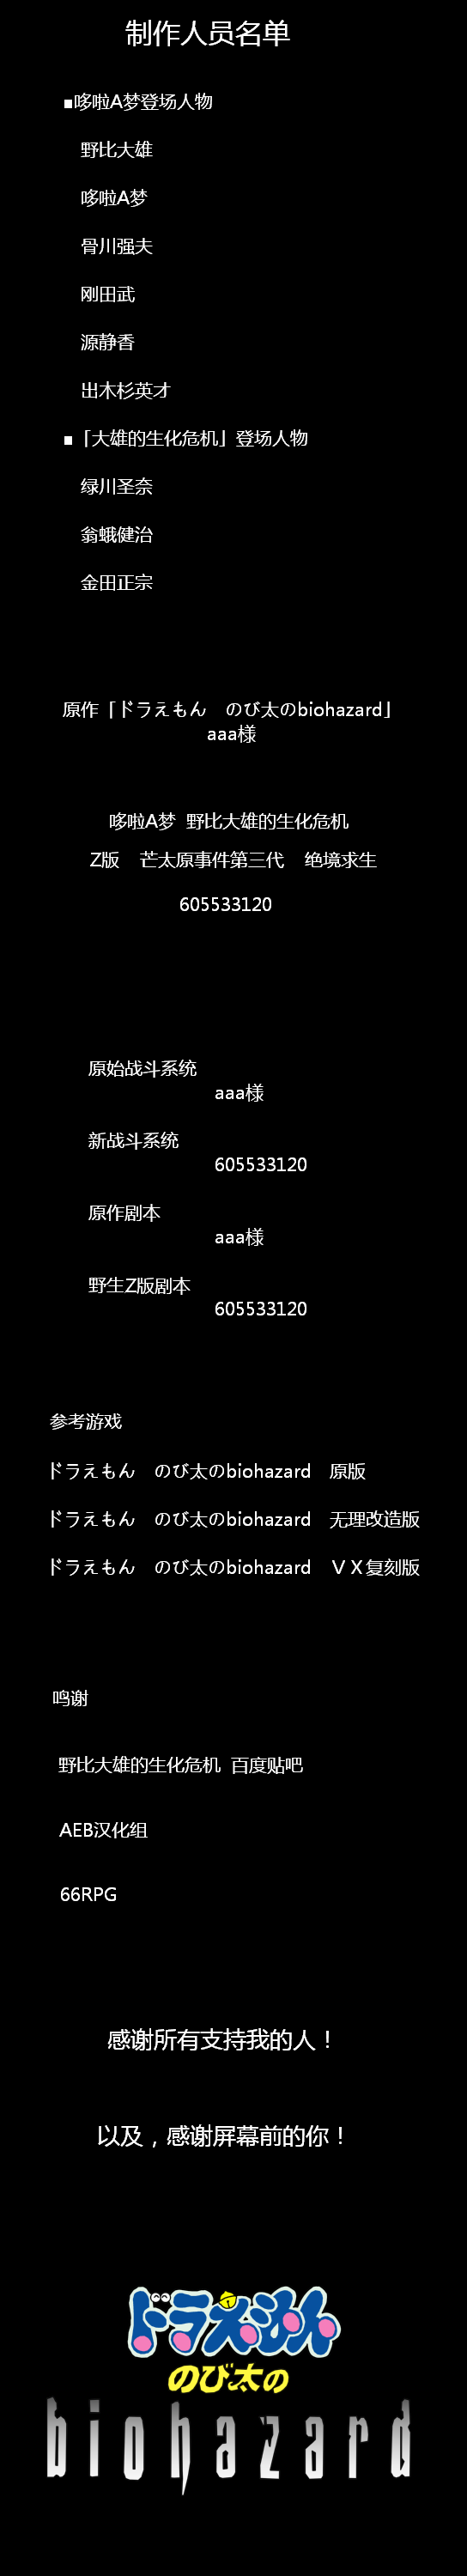 制作人员名单
■哆啦A梦登场人物
野比大雄
哆啦A梦
骨川强夫
刚田武
源静香
出木杉英才
■「大雄的生化危机」登场人物
绿川圣奈
翁蛾健治
金田正宗
原作「ドラえもん　のび太のbiohazard」
aaa様
哆啦A梦 野比大雄的生化危机
Z版　芒太原事件第三代　绝境求生
605533120
原始战斗系统
aaa様
新战斗系统
605533120
原作剧本
aaa様
野生Z版剧本
605533120
参考游戏
ドラえもん　のび太のbiohazard　原版
ドラえもん　のび太のbiohazard　无理改造版
ドラえもん　のび太のbiohazard　ＶＸ复刻版
鸣谢
野比大雄的生化危机 百度贴吧
AEB汉化组
66RPG
感谢所有支持我的人！
以及，感谢屏幕前的你！
ドラえもん
のび太の
biohazard